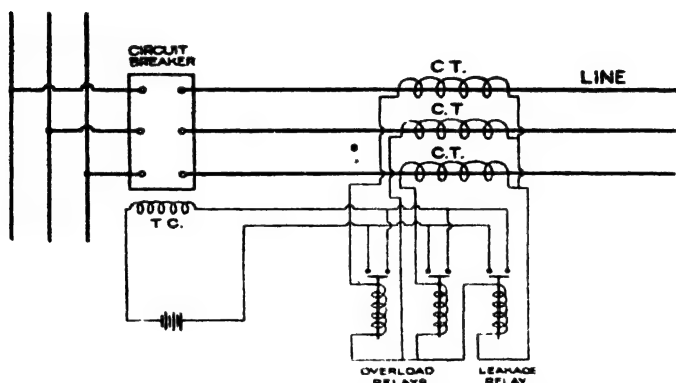 CIRCUIT
BREAKER
C T.
LINE
C.T
C.T.
T C.
OVERLOAD
RELAYS
LEAKAGE
RELAY